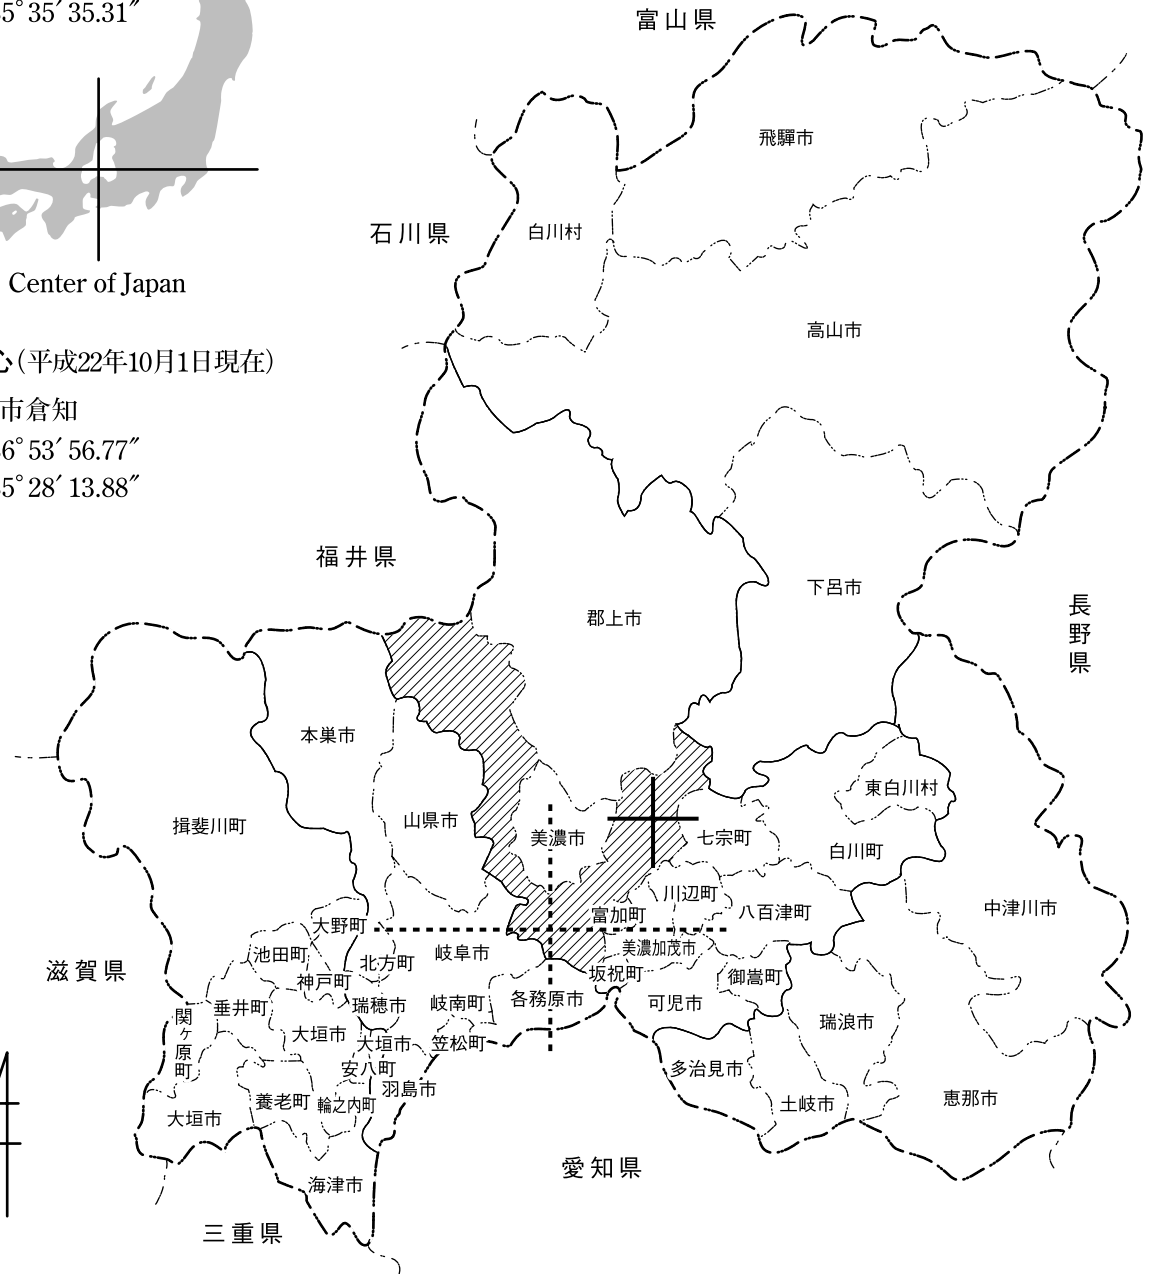 5° 35′ 35.31″
Center of Japan
心（平成22年10月1日現在）
市倉知
6° 53′ 56.77″
5° 28′ 13.88″
富山県
飛驒市
石川県
白川村
高山市
福井県
郡上市
下呂市
長野県
本巣市
揖斐川町
山県市
美濃市
七宗町
東白川村
白川町
川辺町
富加町
八百津町
中津川市
大野町
池田町
北方町
岐阜市
美濃加茂市
滋賀県
神戸町
坂祝町
御嵩町
垂井町
瑞穂市
岐南町
各務原市
可児市
関ヶ原町
大垣市
大垣市
笠松町
瑞浪市
安八町
多治見市
羽島市
大垣市
養老町
輪之内町
土岐市
恵那市
海津市
愛知県
三重県